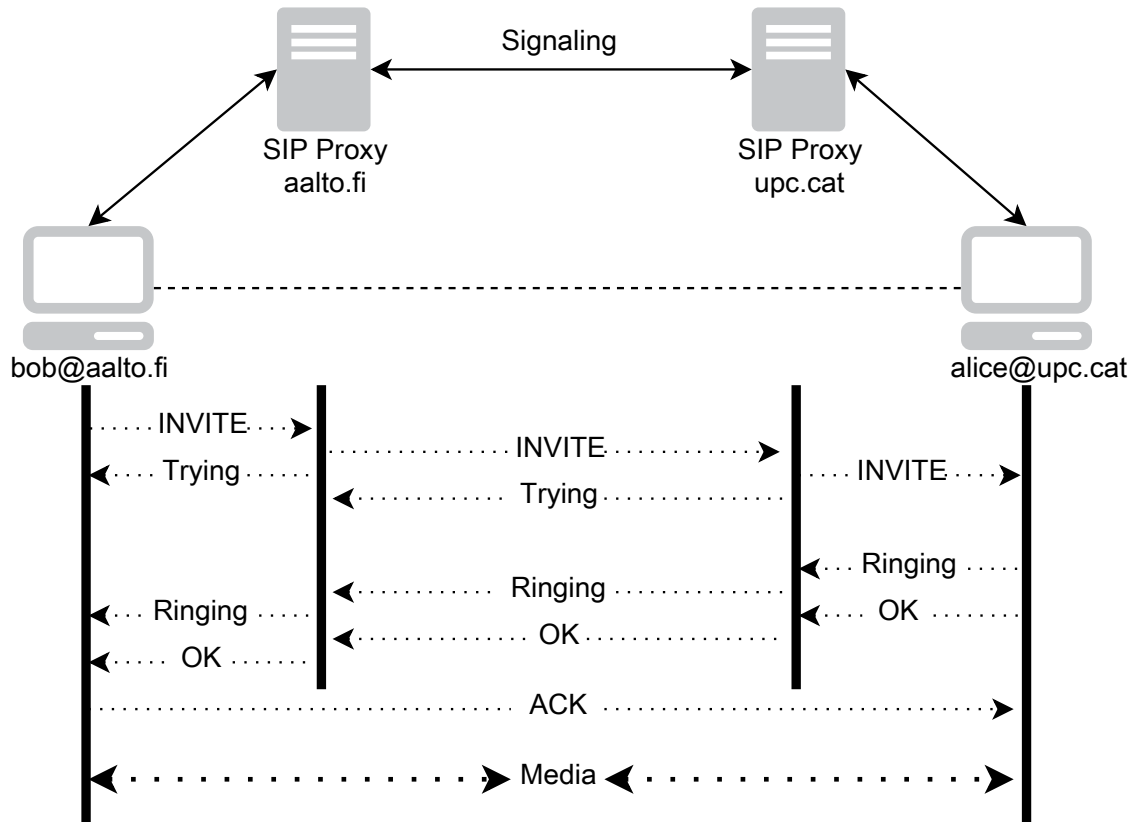 Signaling
SIP Proxy
aalto.fi
SIP Proxy
upc.cat
bob@aalto.fi
alice@upc.cat
INVITE
INVITE
Trying
INVITE
Trying
Ringing
Ringing
Ringing
OK
OK
OK
ACK
Media